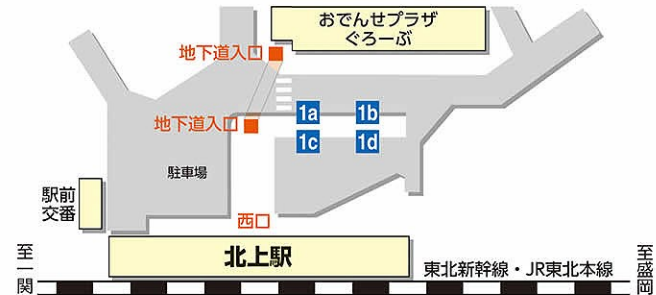 おでんせプラザ
ぐろーぶ
地下道入口
地下道入口
1a
1b
1c
1d
駐車場
駅前
交番
西口
北上駅
東北新幹線・JR東北本線
至一関
至盛岡